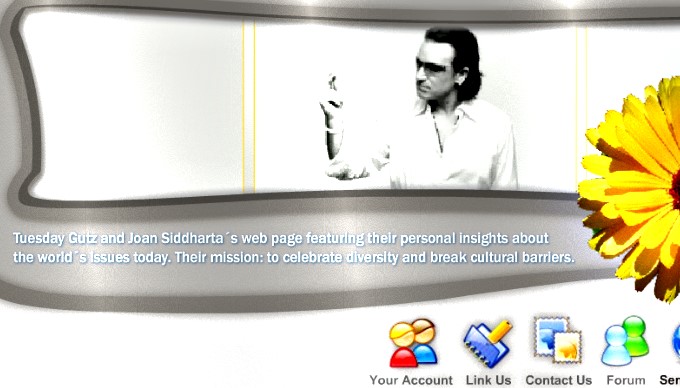 Tuesday Gutz and Joan Siddharta´s web page featuring their personal insights about
the world´s issues today. Their mission: to celebrate diversity and break cultural barriers.
Your Account Link Us Contact Us Forum Ser